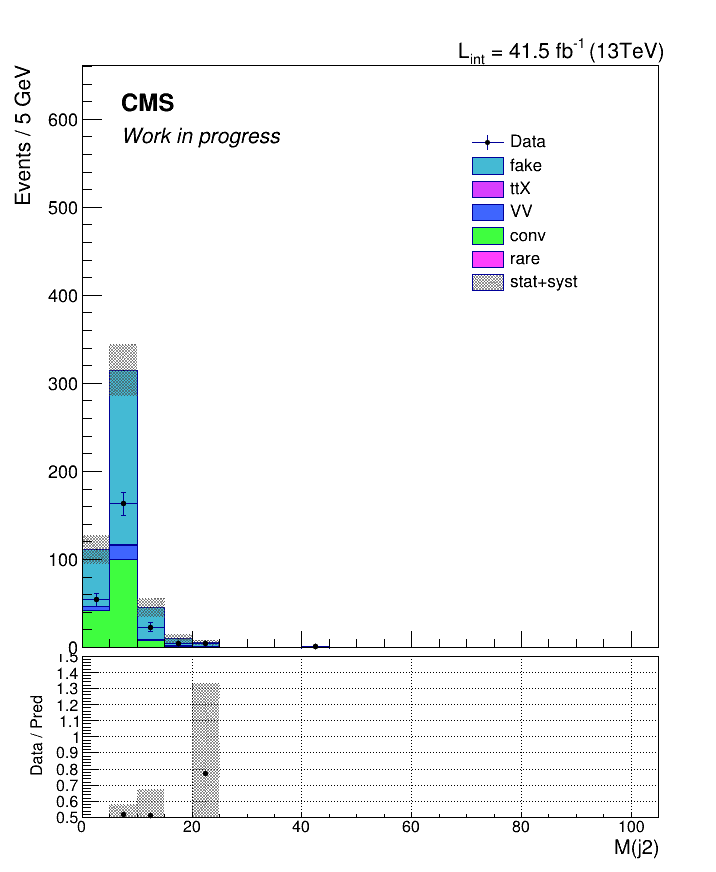 L_int = 41.5 fb^-1 (13TeV)
Events / 5 GeV
CMS
Work in progress
Data
fake
ttX
VV
conv
rare
stat+syst
600
500
400
300
200
100
0
Data / Pred
1.5
1.4
1.3
1.2
1.1
1
0.9
0.8
0.7
0.6
0.5
0 20 40 60 80 100
M(j2)